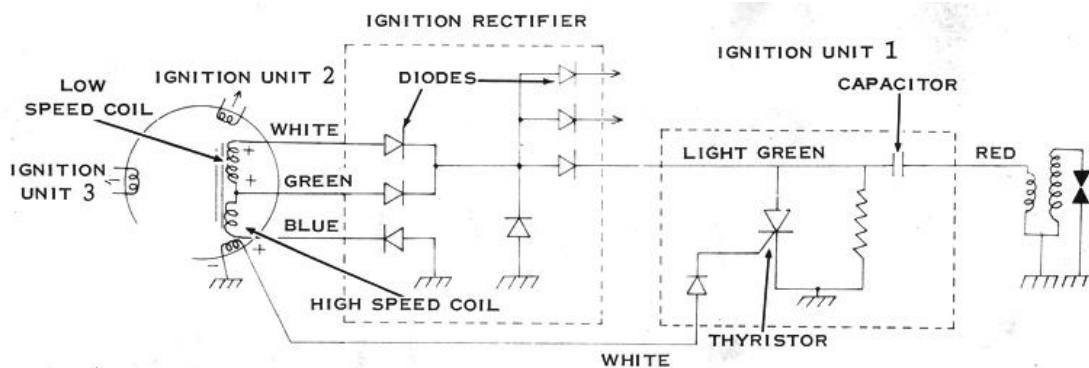 IGNITION RECTIFIER
IGNITION UNIT 1
IGNITION UNIT 2
DIODES
CAPACITOR
LOW
SPEED COIL
WHITE
+
LIGHT GREEN
RED
IGNITION
UNIT 3
-
+
GREEN
BLUE
+
-
HIGH SPEED COIL
THYRISTOR
WHITE